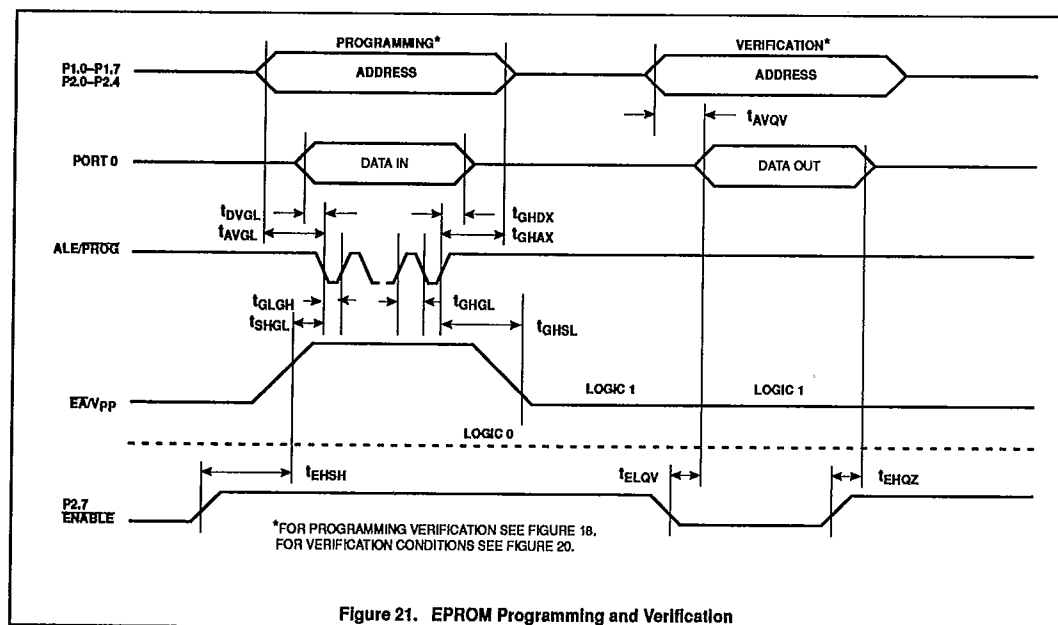 PROGRAMMING*
VERIFICATION*
P1.0–P1.7
P2.0–P2.4
ADDRESS
ADDRESS
tAVQV
PORT 0
DATA IN
DATA OUT
tDVGL
tGHDX
tAVGL
tGHAX
ALE/PROG
tGLGH
tGHGL
tSHGL
tGHSL
EA/VPP
LOGIC 1
LOGIC 1
LOGIC 0
tEHSH
tELQV
tEHQZ
P2.7
ENABLE
*FOR PROGRAMMING VERIFICATION SEE FIGURE 18.
FOR VERIFICATION CONDITIONS SEE FIGURE 20.
Figure 21. EPROM Programming and Verification